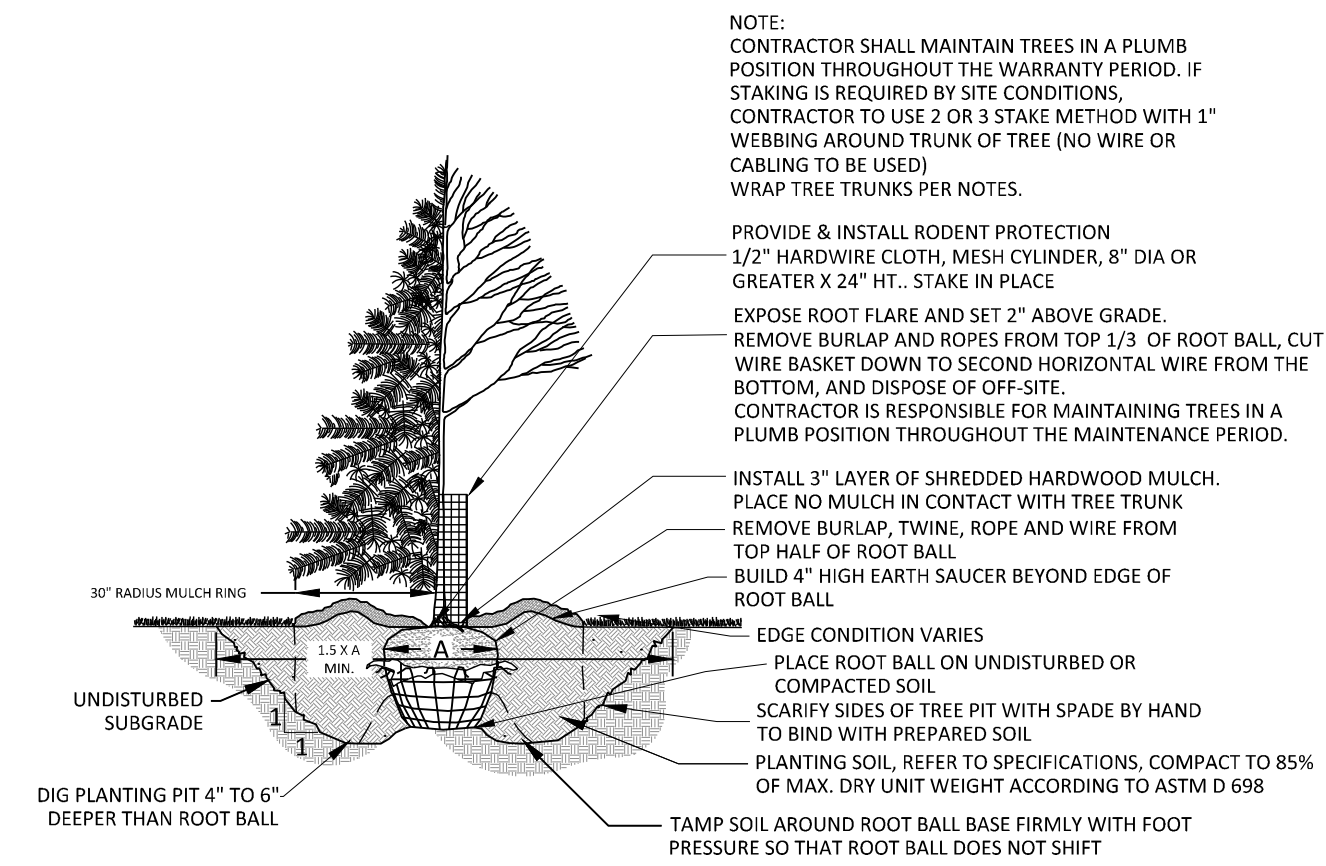 NOTE:
CONTRACTOR SHALL MAINTAIN TREES IN A PLUMB
POSITION THROUGHOUT THE WARRANTY PERIOD. IF
STAKING IS REQUIRED BY SITE CONDITIONS,
CONTRACTOR TO USE 2 OR 3 STAKE METHOD WITH 1"
WEBBING AROUND TRUNK OF TREE (NO WIRE OR
CABLING TO BE USED)
WRAP TREE TRUNKS PER NOTES.
PROVIDE & INSTALL RODENT PROTECTION
1/2" HARDWIRE CLOTH, MESH CYLINDER, 8" DIA OR
GREATER X 24" HT.. STAKE IN PLACE
EXPOSE ROOT FLARE AND SET 2" ABOVE GRADE.
REMOVE BURLAP AND ROPES FROM TOP 1/3 OF ROOT BALL, CUT
WIRE BASKET DOWN TO SECOND HORIZONTAL WIRE FROM THE
BOTTOM, AND DISPOSE OF OFF-SITE.
CONTRACTOR IS RESPONSIBLE FOR MAINTAINING TREES IN A
PLUMB POSITION THROUGHOUT THE MAINTENANCE PERIOD.
INSTALL 3" LAYER OF SHREDDED HARDWOOD MULCH.
PLACE NO MULCH IN CONTACT WITH TREE TRUNK
REMOVE BURLAP, TWINE, ROPE AND WIRE FROM
TOP HALF OF ROOT BALL
BUILD 4" HIGH EARTH SAUCER BEYOND EDGE OF
ROOT BALL
30" RADIUS MULCH RING
EDGE CONDITION VARIES
1.5 X A
MIN.
A
PLACE ROOT BALL ON UNDISTURBED OR
COMPACTED SOIL
UNDISTURBED
SUBGRADE
1
1
SCARIFY SIDES OF TREE PIT WITH SPADE BY HAND
TO BIND WITH PREPARED SOIL
PLANTING SOIL, REFER TO SPECIFICATIONS, COMPACT TO 85%
OF MAX. DRY UNIT WEIGHT ACCORDING TO ASTM D 698
DIG PLANTING PIT 4" TO 6"
DEEPER THAN ROOT BALL
TAMP SOIL AROUND ROOT BALL BASE FIRMLY WITH FOOT
PRESSURE SO THAT ROOT BALL DOES NOT SHIFT